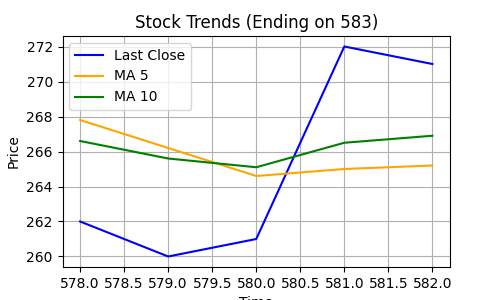 Stock Trends (Ending on 583)
Last Close
MA 5
MA 10
Price
272
270
268
266
264
262
260
578.0 578.5 579.0 579.5 580.0 580.5 581.0 581.5 582.0
Time